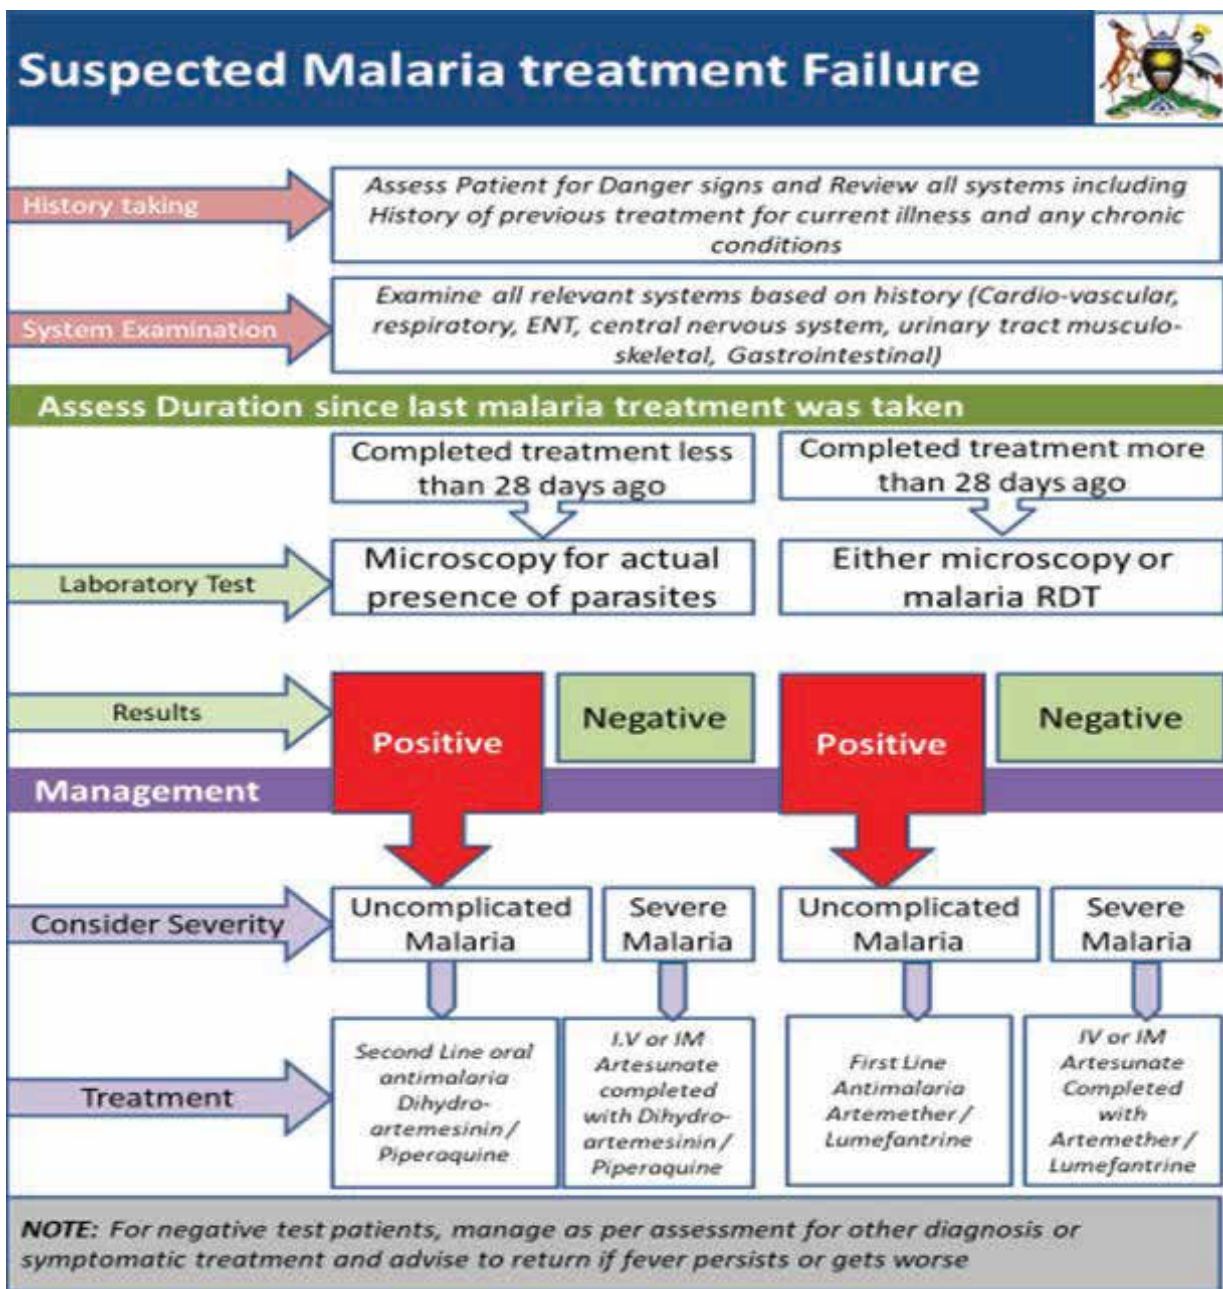 Suspected Malaria treatment Failure
History taking
Assess Patient for Danger signs and Review all systems including
History of previous treatment for current illness and any chronic
conditions
System Examination
Examine all relevant systems based on history (Cardio-vascular,
respiratory, ENT, central nervous system, urinary tract musculo-
skeletal, Gastrointestinal)
Assess Duration since last malaria treatment was taken
Completed treatment less
than 28 days ago
Completed treatment more
than 28 days ago
Laboratory Test
Microscopy for actual
presence of parasites
Either microscopy or
malaria RDT
Results
Positive
Negative
Positive
Negative
Management
Consider Severity
Uncomplicated
Malaria
Severe
Malaria
Uncomplicated
Malaria
Severe
Malaria
Treatment
Second Line oral
antimalaria
Dihydro-
artemesinin /
Piperaquine
I.V or IM
Artesunate
completed
with Dihydro-
artemesinin /
Piperaquine
First Line
Antimalaria
Artemether /
Lumefantrine
IV or IM
Artesunate
Completed
with
Artemether /
Lumefantrine
NOTE: For negative test patients, manage as per assessment for other diagnosis or
symptomatic treatment and advise to return if fever persists or gets worse